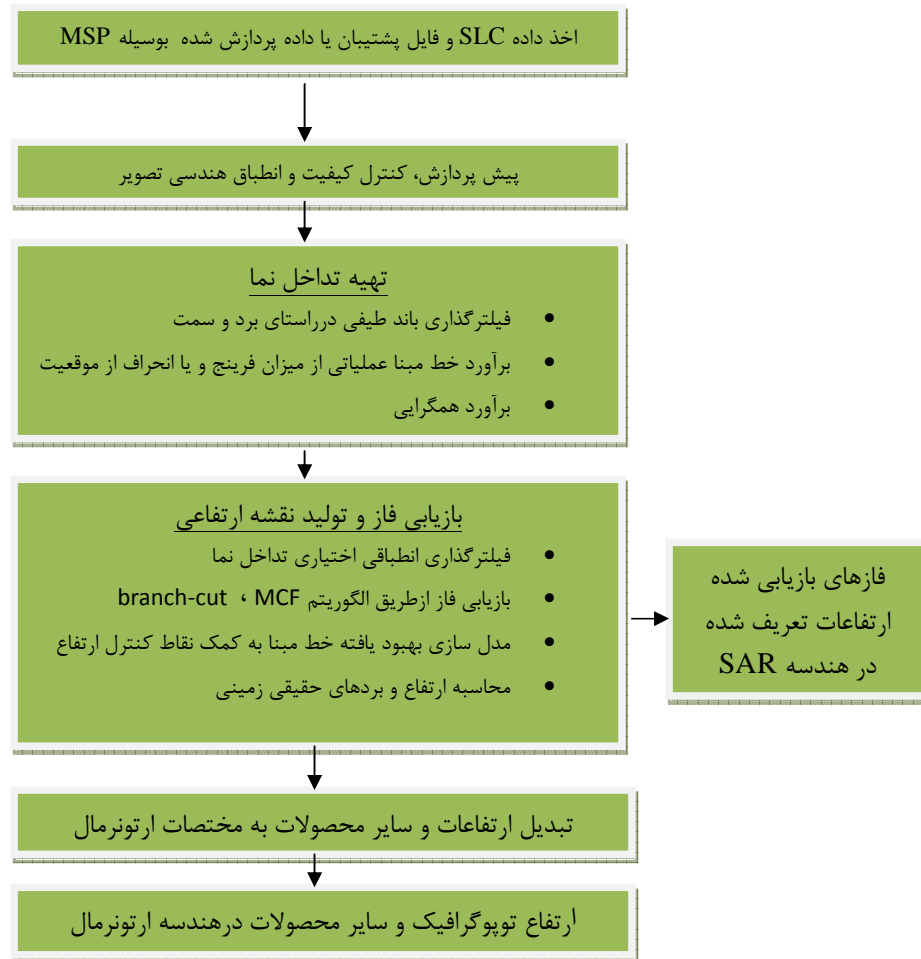 اخذ داده SLC و فایل پشتیبان یا داده پردازش شده بوسیله MSP
پیش پردازش، کنترل کیفیت و انطباق هندسی تصویر
تهیه تداخل نما
• فیلترگذاری باند طیفی درراستای برد و سمت
• برآورد خط مبنا عملیاتی از میزان فرینج و یا انحراف از موقعیت
• برآورد همگرایی
بازیابی فاز و تولید نقشه ارتفاعی
• فیلترگذاری انطباقی اختیاری تداخل نما
• بازیابی فاز ازطریق الگوریتم MCF ، branch-cut
• مدل سازی بهبود یافته خط مبنا به کمک نقاط کنترل ارتفاع
• محاسبه ارتفاع و بردهای حقیقی زمینی
فازهای بازیابی شده
ارتفاعات تعریف شده
در هندسه SAR
تبدیل ارتفاعات و سایر محصولات به مختصات ارتونرمال
ارتفاع توپوگرافیک و سایر محصولات درهندسه ارتونرمال